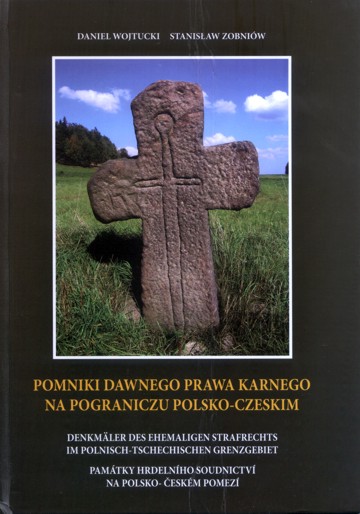 DANIEL WOJTUCKI STANISŁAW ZOBNIÓW
POMNIKI DAWNEGO PRAWA KARNEGO
NA POGRANICZU POLSKO-CZESKIM
DENKMÄLER DES EHEMALIGEN STRAFRECHTS
IM POLNISCH-TSCHECHISCHEN GRENZGEBIET
PAMÁTKY HRDELNÍHO SOUDNICTVÍ
NA POLSKO- ČESKÉM POMEZÍ